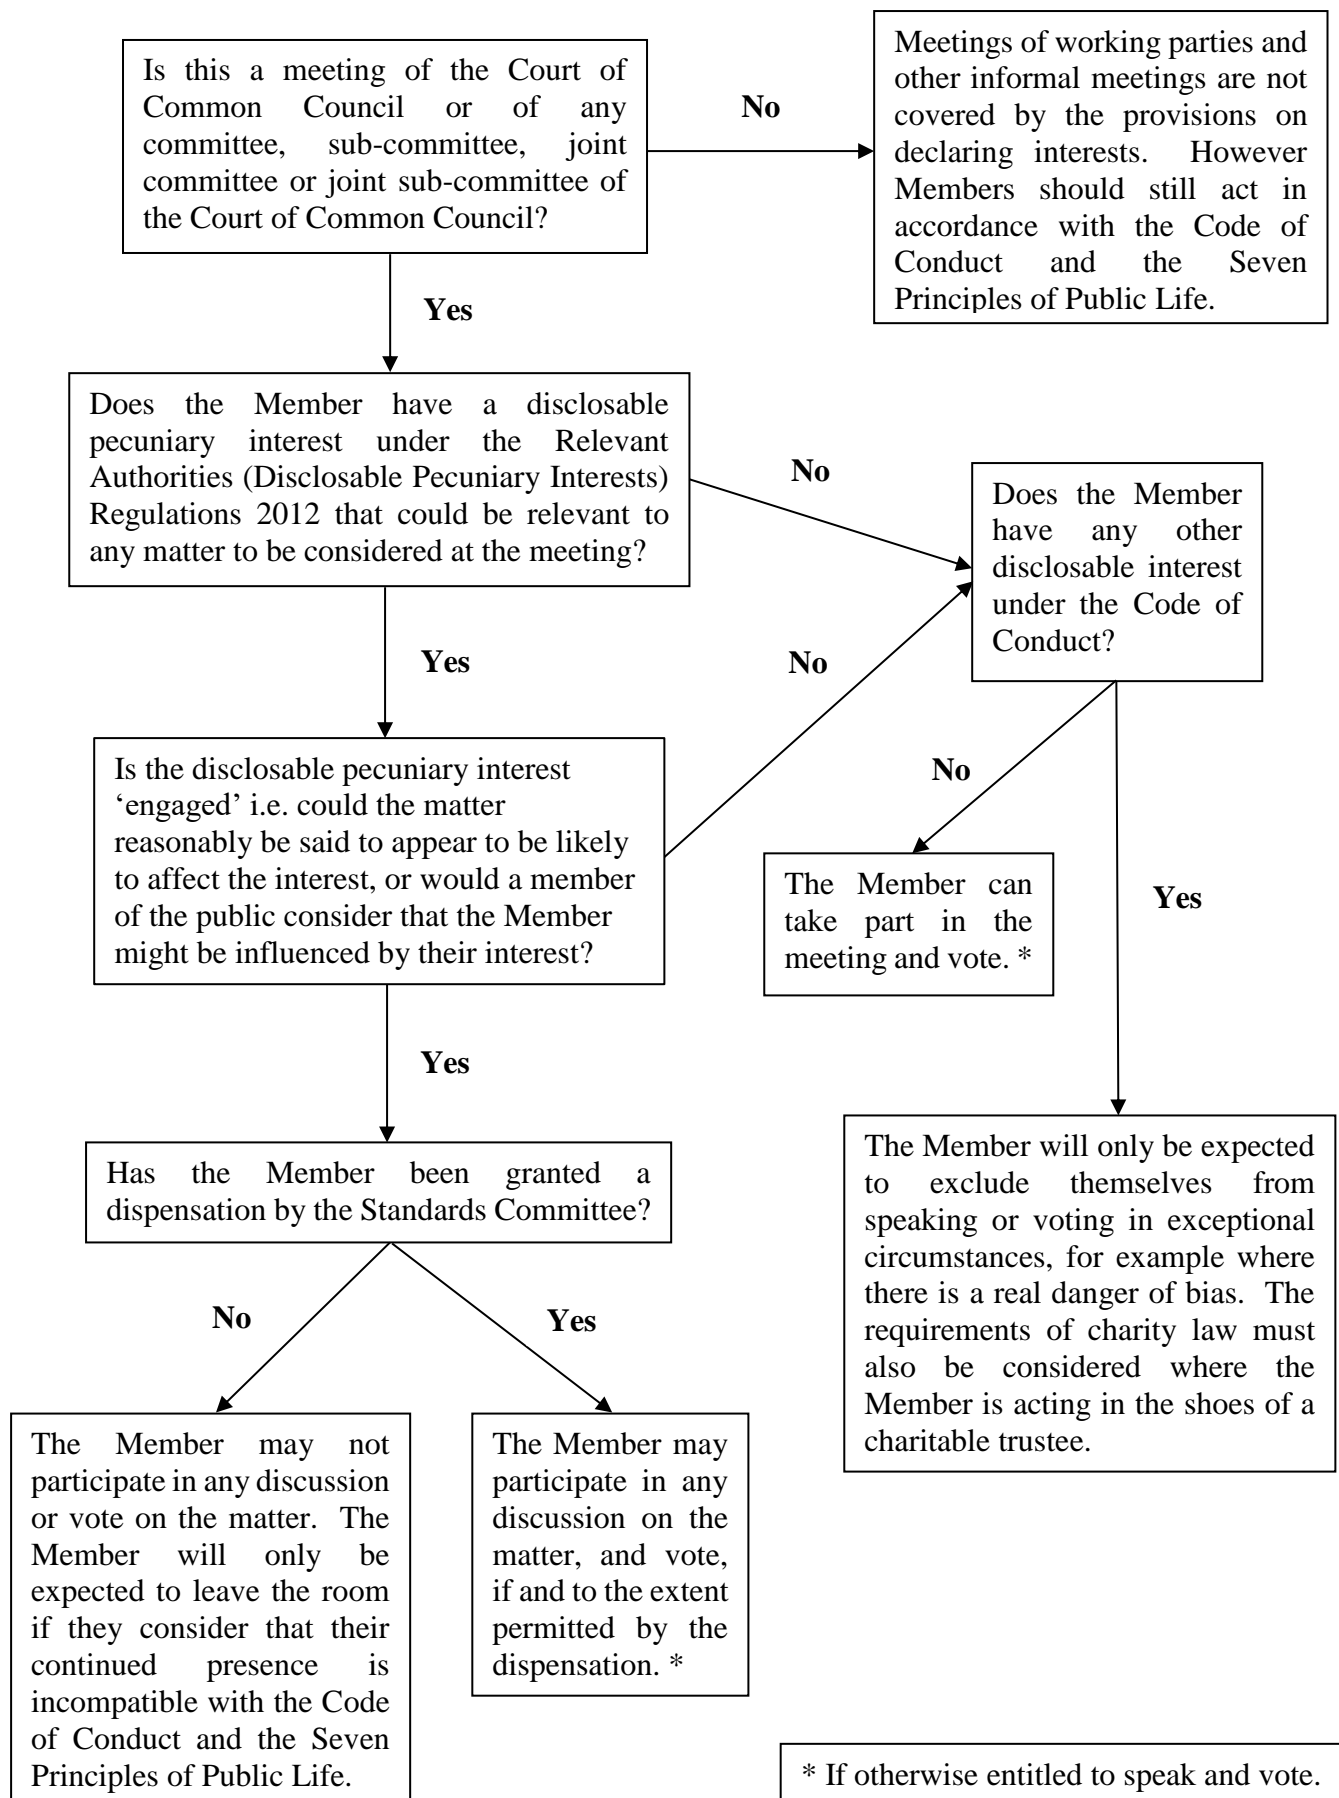 Is this a meeting of the Court of
Common Council or of any
committee, sub-committee, joint
committee or joint sub-committee of
the Court of Common Council?
No
Meetings of working parties and
other informal meetings are not
covered by the provisions on
declaring interests. However
Members should still act in
accordance with the Code of
Conduct and the Seven
Principles of Public Life.
Yes
Does the Member have a disclosable
pecuniary interest under the Relevant
Authorities (Disclosable Pecuniary Interests)
Regulations 2012 that could be relevant to
any matter to be considered at the meeting?
No
Does the Member
have any other
disclosable interest
under the Code of
Conduct?
Yes
No
Is the disclosable pecuniary interest
‘engaged’ i.e. could the matter
reasonably be said to appear to be likely
to affect the interest, or would a member
of the public consider that the Member
might be influenced by their interest?
No
The Member can
take part in the
meeting and vote. *
Yes
Yes
Has the Member been granted a
dispensation by the Standards Committee?
The Member will only be expected
to exclude themselves from
speaking or voting in exceptional
circumstances, for example where
there is a real danger of bias. The
requirements of charity law must
also be considered where the
Member is acting in the shoes of a
charitable trustee.
No
Yes
The Member may not
participate in any discussion
or vote on the matter. The
Member will only be
expected to leave the room
if they consider that their
continued presence is
incompatible with the Code
of Conduct and the Seven
Principles of Public Life.
The Member may
participate in any
discussion on the
matter, and vote,
if and to the extent
permitted by the
dispensation. *
* If otherwise entitled to speak and vote.